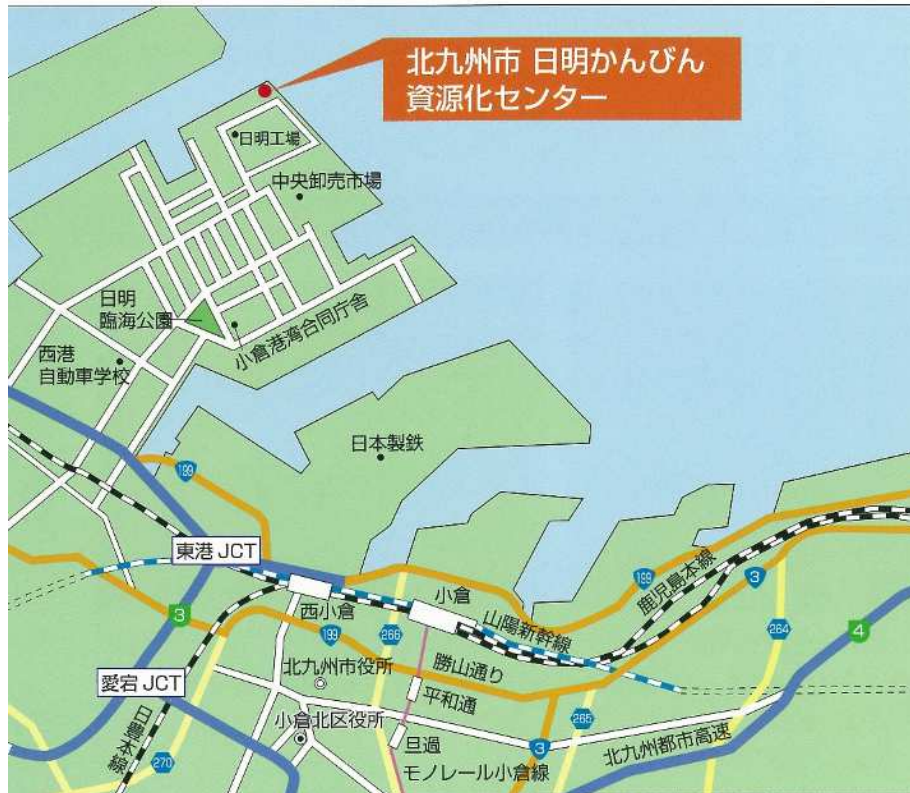 北九州市 日明かんびん
資源化センター
日明工場
中央卸売市場
日明
臨海公園
小倉港湾合同庁舎
西港
自動車学校
日本製鉄
199
東港 JCT
3
西小倉
199
266
小倉
山陽新幹線
199
鹿児島本線
3
264
4
北九州市役所
勝山通り
平和通
愛宕 JCT
日豊本線
小倉北区役所
旦過
265
3
北九州都市高速
270
モノレール小倉線